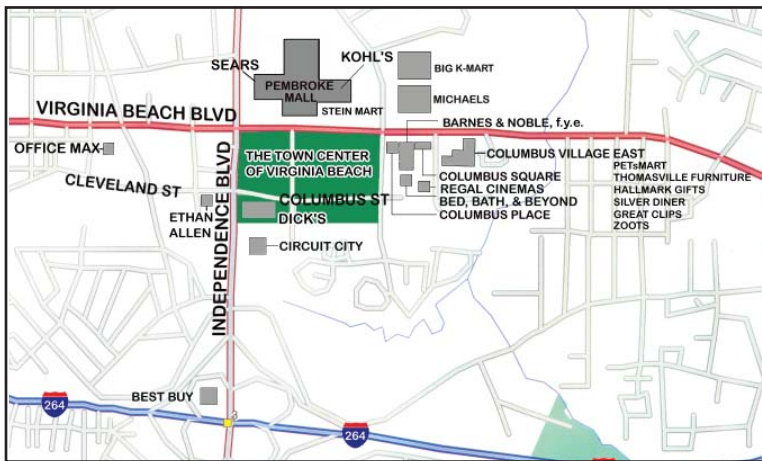 SEARS
KOHL'S
PEMBROKE
MALL
STEIN MART
BIG K-MART
MICHAELS
VIRGINIA BEACH BLVD
BARNES & NOBLE, f.y.e.
OFFICE MAX
THE TOWN CENTER
OF VIRGINIA BEACH
COLUMBUS VILLAGE EAST
PETsMART
THOMASVILLE FURNITURE
HALLMARK GIFTS
SILVER DINER
GREAT CLIPS
ZOOTS
COLUMBUS SQUARE
REGAL CINEMAS
BED, BATH, & BEYOND
COLUMBUS PLACE
CLEVELAND ST
COLUMBUS ST
DICK'S
ETHAN
ALLEN
INDEPENDENCE BLVD
CIRCUIT CITY
BEST BUY
264
264